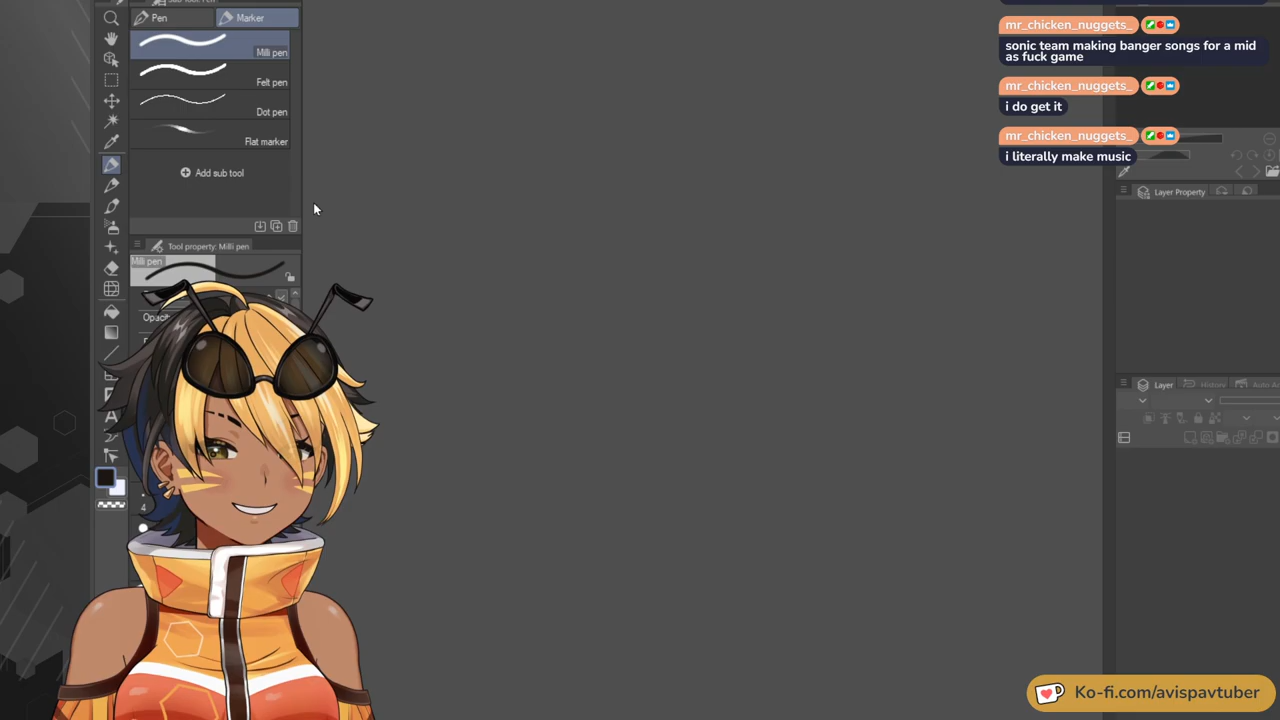 Pen
Marker
Milli pen
Felt pen
Dot pen
Flat marker
Add sub tool
Tool property: Milli pen
Milli pen
4
mr_chicken_nuggets_
sonic team making banger songs for a mid
as fuck game
mr_chicken_nuggets_
i do get it
mr_chicken_nuggets_
i literally make music
Layer Property
Layer
History
Ko-fi.com/avispavtuber